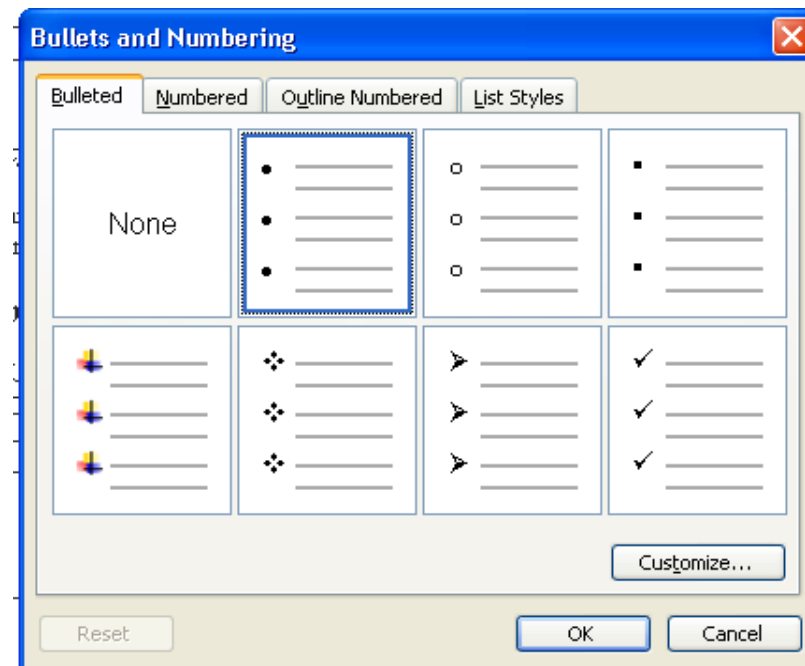 Bullets and Numbering
Bulleted Numbered Outline Numbered List Styles
None
Customize...
Reset OK Cancel